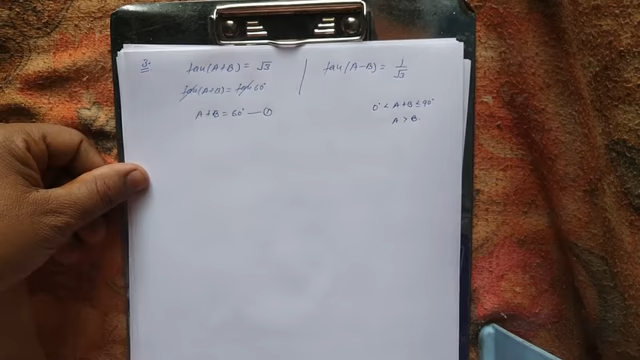 3.
tan(A+B) = √3 | tan(A-B) = 1/√3
tan(A+B) = tan 60°
A+B = 60° — ①
0° < A+B ≤ 90°
A > B.